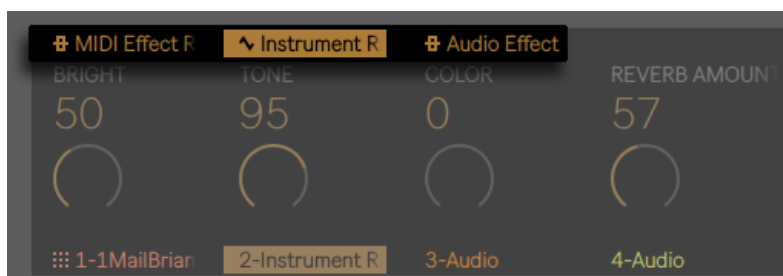 MIDI Effect R Instrument R Audio Effect
BRIGHT TONE COLOR REVERB AMOUNT
50 95 0 57
1-1MailBrian 2-Instrument R 3-Audio 4-Audio